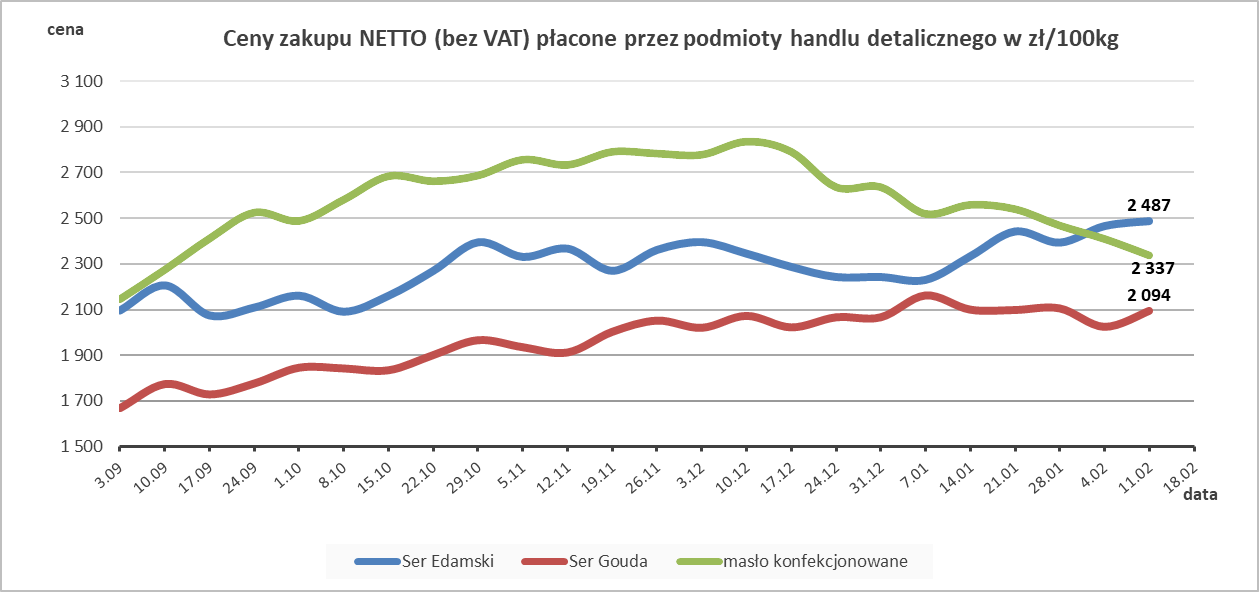 cena
Ceny zakupu NETTO (bez VAT) płacone przez podmioty handlu detalicznego w zł/100kg
3 100
2 900
2 700
2 500
2 300
2 100
1 900
1 700
1 500
2 487
2 337
2 094
3.09 10.09 17.09 24.09 1.10 8.10 15.10 22.10 29.10 5.11 12.11 19.11 26.11 3.12 10.12 17.12 24.12 31.12 7.01 14.01 21.01 28.01 4.02 11.02 18.02
data
Ser Edamski Ser Gouda masło konfekcjonowane